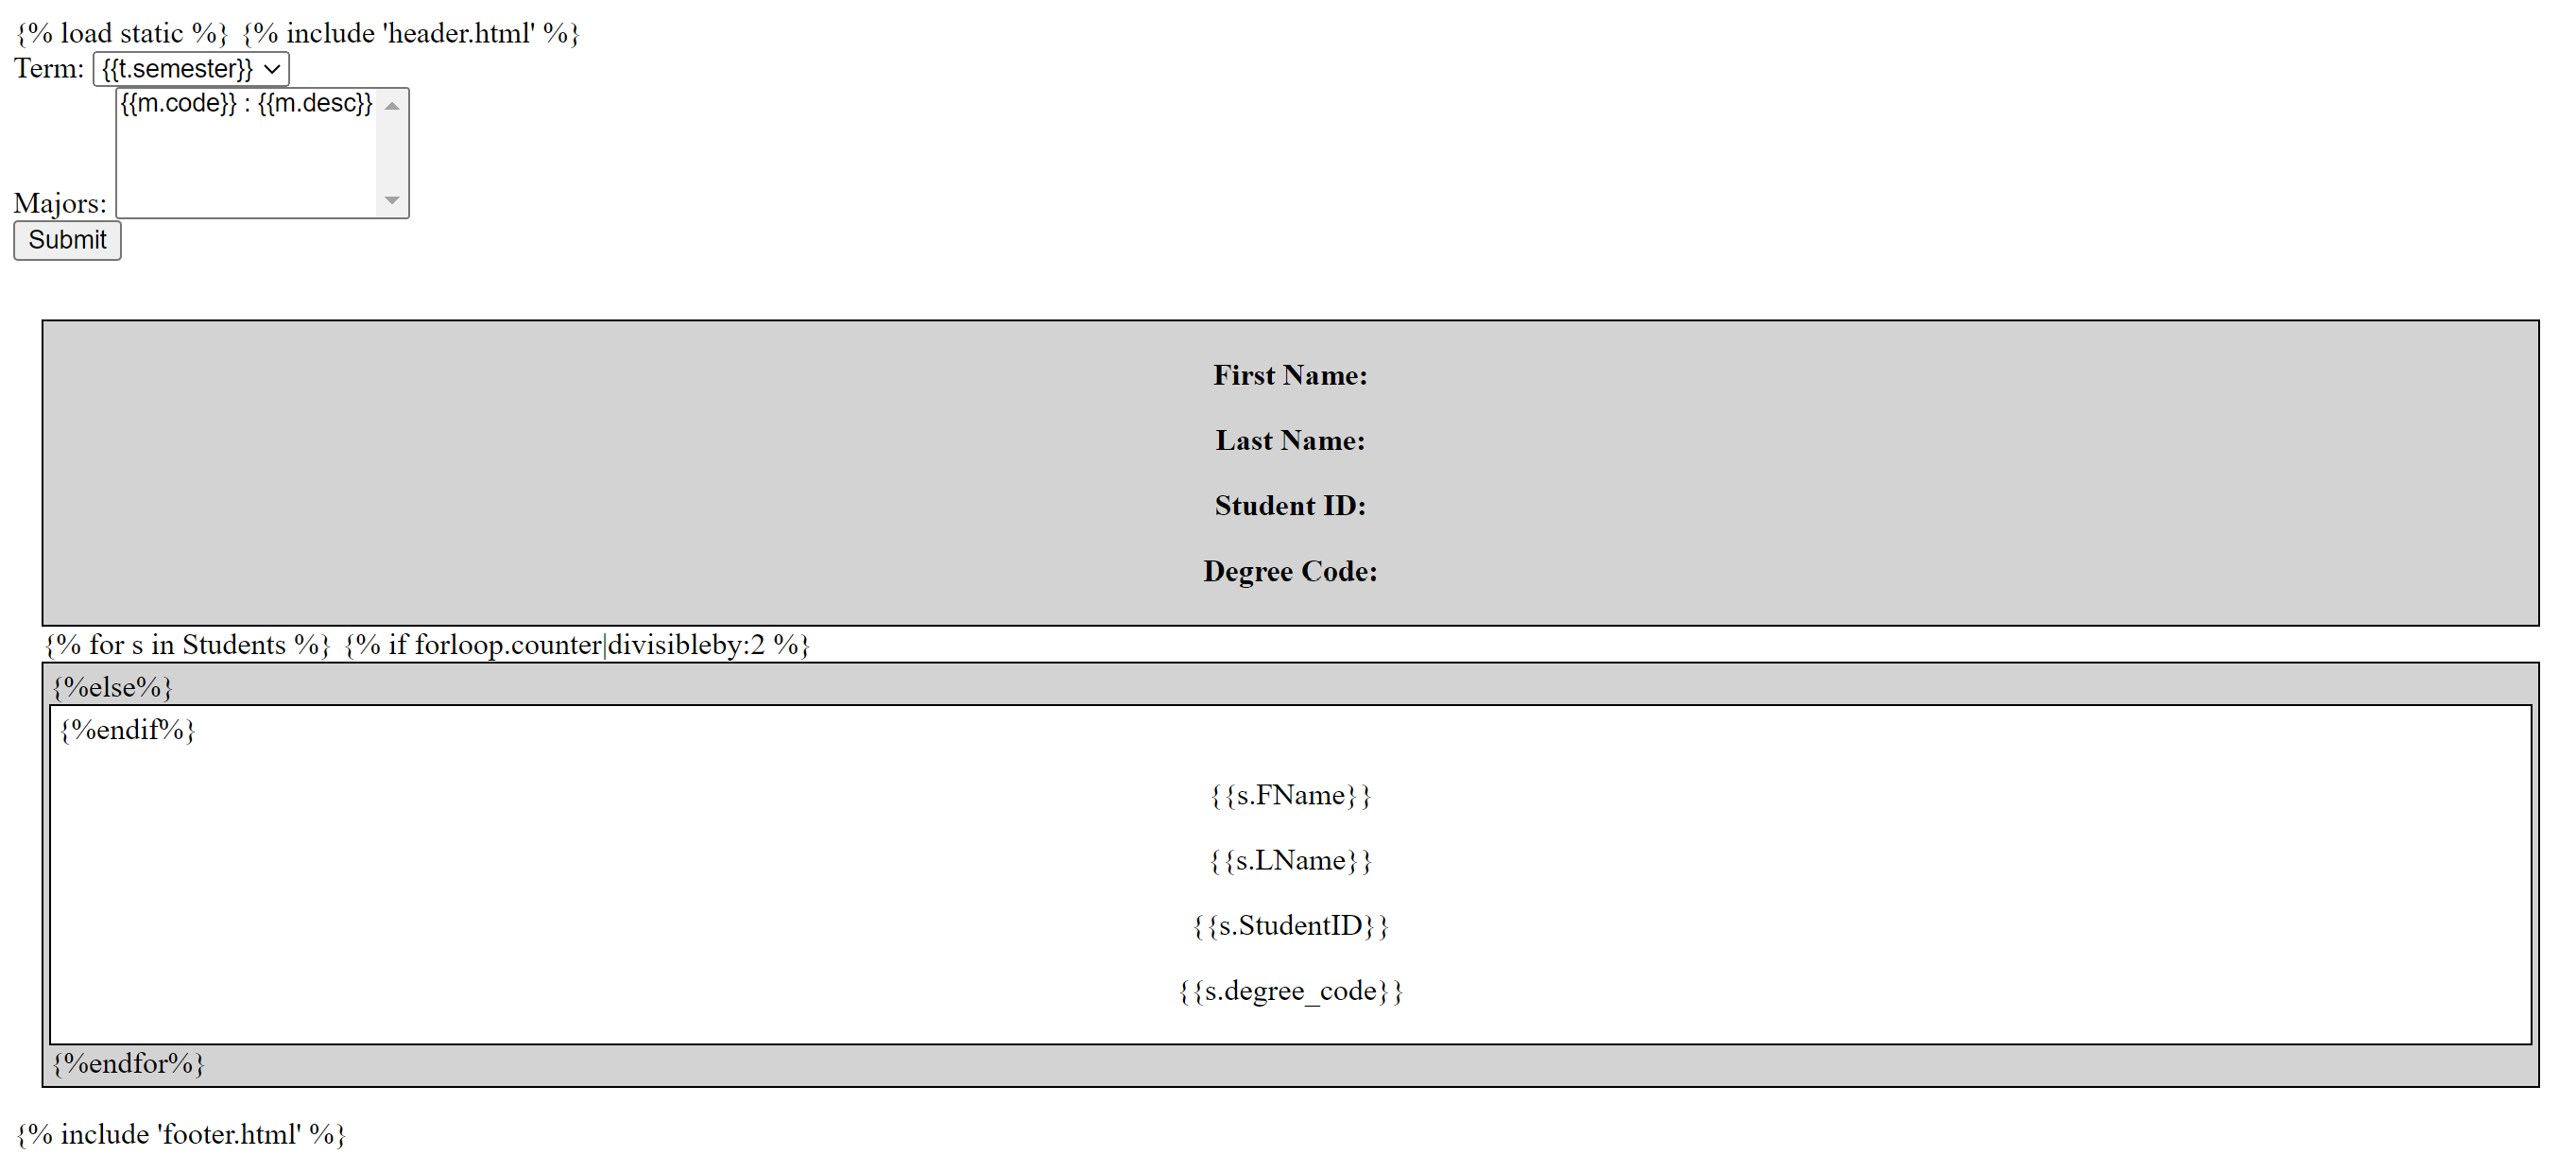 {% load static %} {% include 'header.html' %}
Term: {{t.semester}}
{{m.code}} : {{m.desc}}
Majors:
Submit
First Name:
Last Name:
Student ID:
Degree Code:
{% for s in Students %} {% if forloop.counter|divisibleby:2 %}
{%else%}
{%endif%}
{{s.FName}}
{{s.LName}}
{{s.StudentID}}
{{s.degree_code}}
{%endfor%}
{% include 'footer.html' %}